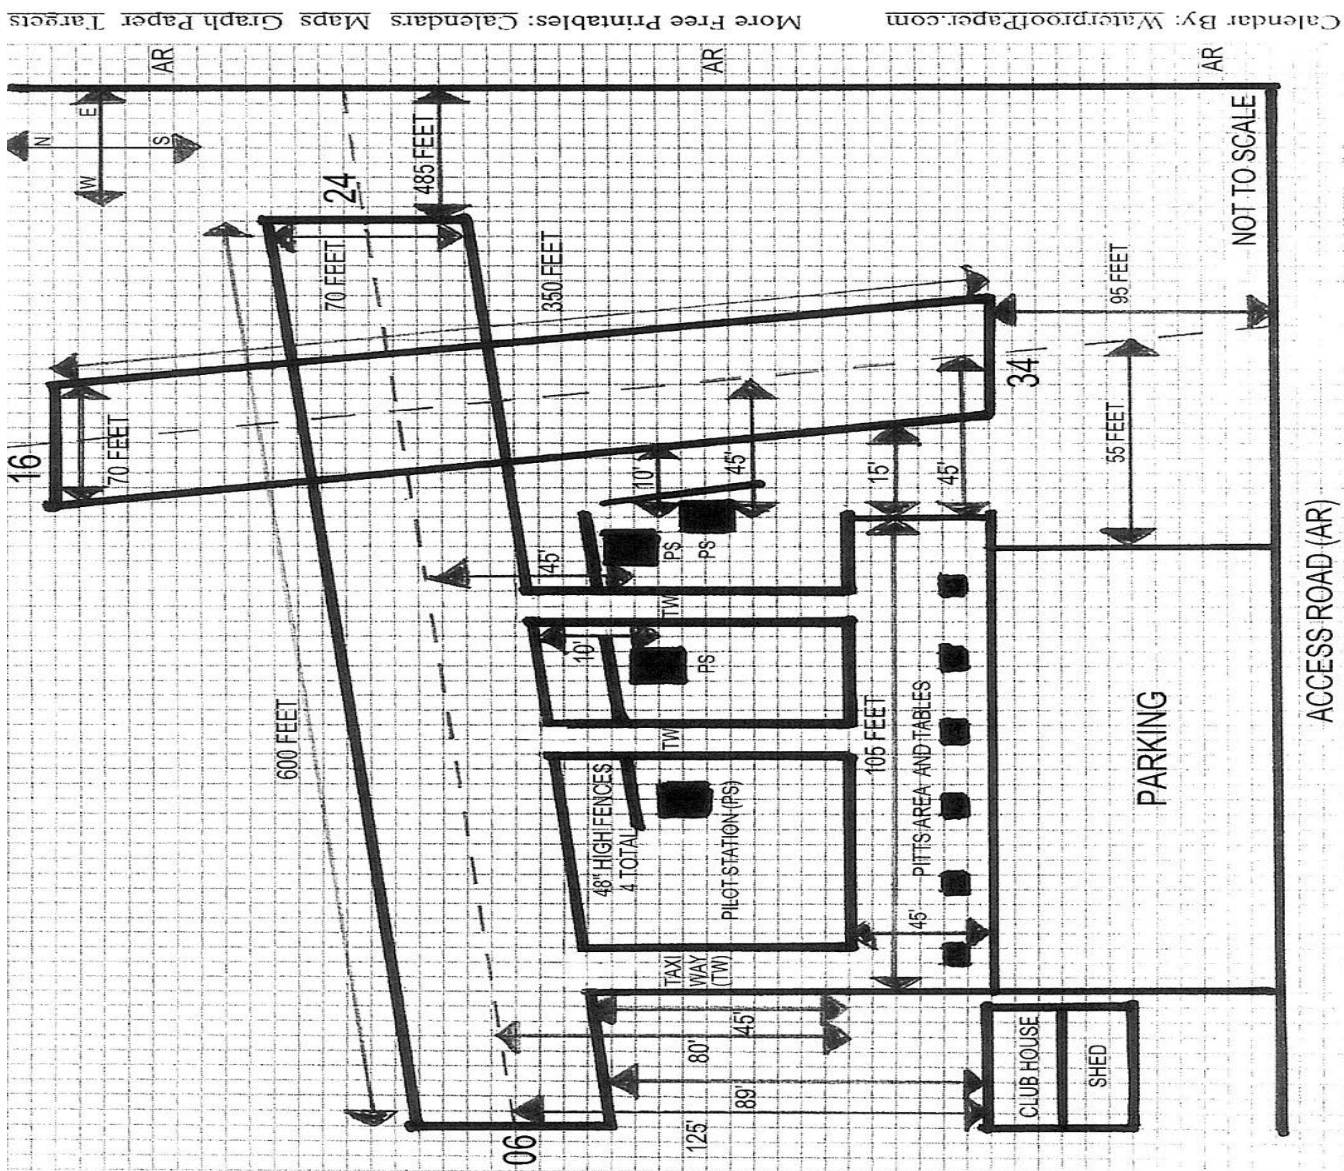 Calendar By: WaterproofPaper.com
More Free Printables: Calendars Maps Graph Paper Targets
AR
AR
AR
N
E
W
S
16
24
70 FEET
70 FEET
485 FEET
350 FEET
600 FEET
NOT TO SCALE
95 FEET
34
55 FEET
10'
45'
15'
45'
45'
PS
PS
TW
10'
PS
TW
105 FEET
48" HIGH FENCES
4 TOTAL
PILOT STATION (PS)
PITTS AREA AND TABLES
45'
PARKING
ACCESS ROAD (AR)
TAXI
WAY
(TW)
45'
80'
89'
125'
06
CLUB HOUSE
SHED